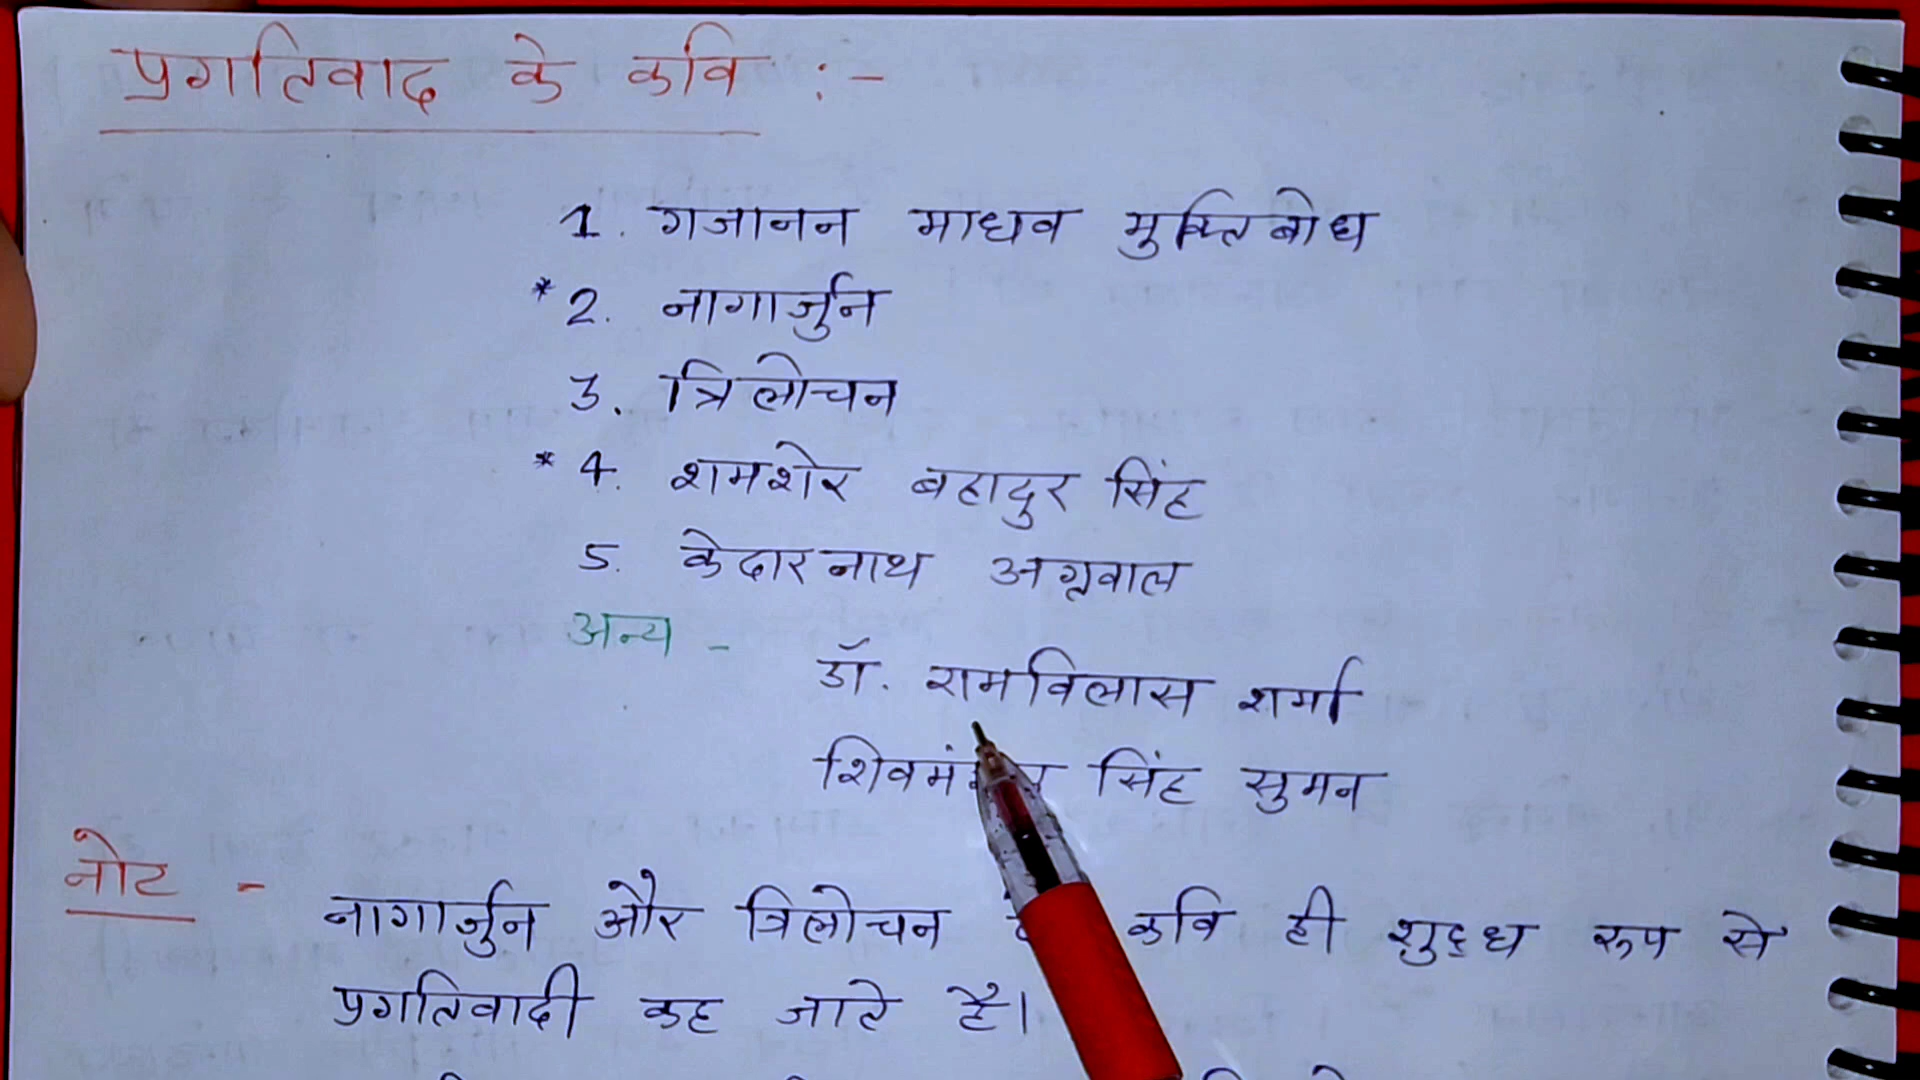 प्रगतिवाद के कवि :-
1. गजानन माधव मुक्तिबोध
* 2. नागार्जुन
3. त्रिलोचन
* 4. शमशेर बहादुर सिंह
5. केदारनाथ अग्रवाल
अन्य -
डॉ. रामविलास शर्मा
सिंह सुमन
नोट - नागार्जुन और त्रिलोचन कवि ही शुद्ध रूप से
प्रगतिवादी कह जाते है।